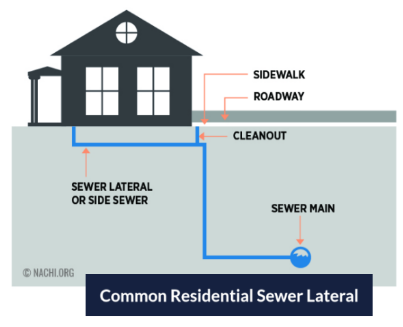 SIDEWALK
ROADWAY
CLEANOUT
SEWER LATERAL
OR SIDE SEWER
SEWER MAIN
© NACHI.ORG
Common Residential Sewer Lateral